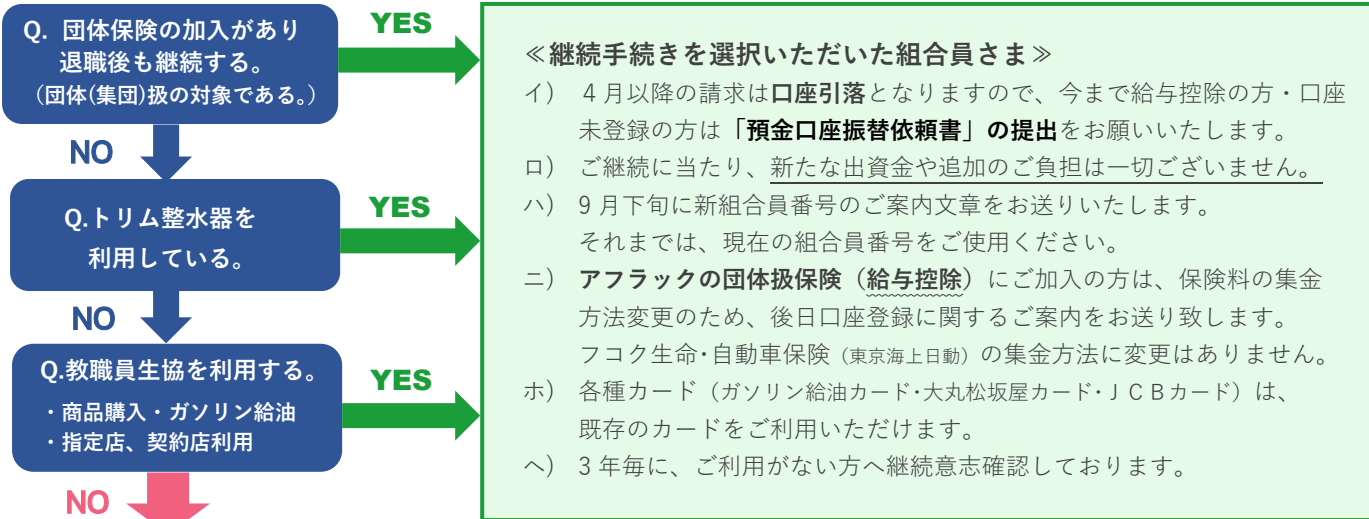 Q. 団体保険の加入があり
退職後も継続する。
（団体(集団)扱の対象である。）
YES
NO
Q.トリム整水器を
利用している。
YES
NO
Q.教職員生協を利用する。
・商品購入・ガソリン給油
・指定店、契約店利用
YES
NO
≪継続手続きを選択いただいた組合員さま≫
イ） ４月以降の請求は口座引落となりますので、今まで給与控除の方・口座
未登録の方は「預金口座振替依頼書」の提出をお願いいたします。
ロ） ご継続に当たり、新たな出資金や追加のご負担は一切ございません。
ハ） 9 月下旬に新組合員番号のご案内文章をお送りいたします。
それまでは、現在の組合員番号をご使用ください。
ニ） アフラックの団体扱保険（給与控除）にご加入の方は、保険料の集金
方法変更のため、後日口座登録に関するご案内をお送り致します。
フコク生命･自動車保険（東京海上日動）の集金方法に変更はありません。
ホ） 各種カード（ガソリン給油カード･大丸松坂屋カード･ＪＣＢカード）は、
既存のカードをご利用いただけます。
ヘ） 3 年毎に、ご利用がない方へ継続意志確認しております。